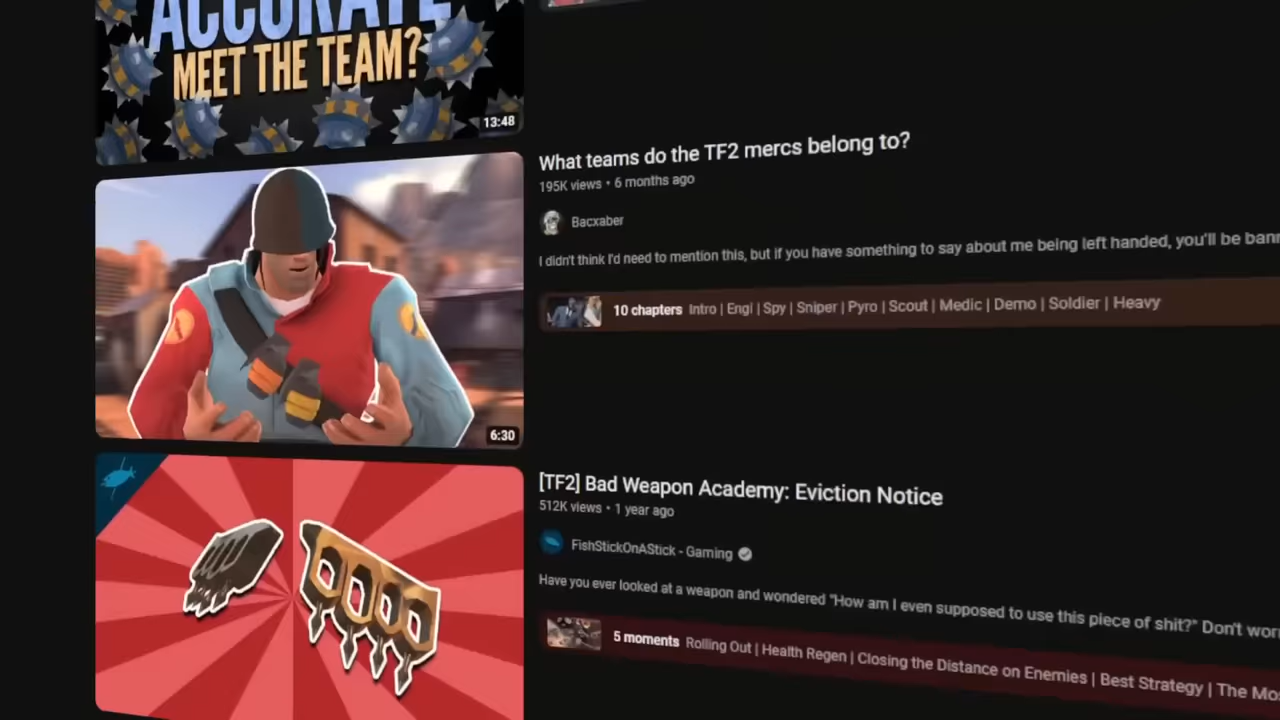 ACCURATE
MEET THE TEAM?
13:48
What teams do the TF2 mercs belong to?
195K views • 6 months ago
Bacxaber
I didn't think I'd need to mention this, but if you have something to say about me being left handed, you'll be
10 chapters Intro | Engi | Spy | Sniper | Pyro | Scout | Medic | Demo | Soldier | Heavy
6:30
[TF2] Bad Weapon Academy: Eviction Notice
512K views • 1 year ago
FishStickOnAStick - Gaming
Have you ever looked at a weapon and wondered "How am I even supposed to use this piece of shit?" Don't
5 moments Rolling Out | Health Regen | Closing the Distance on Enemies | Best Strategy | The